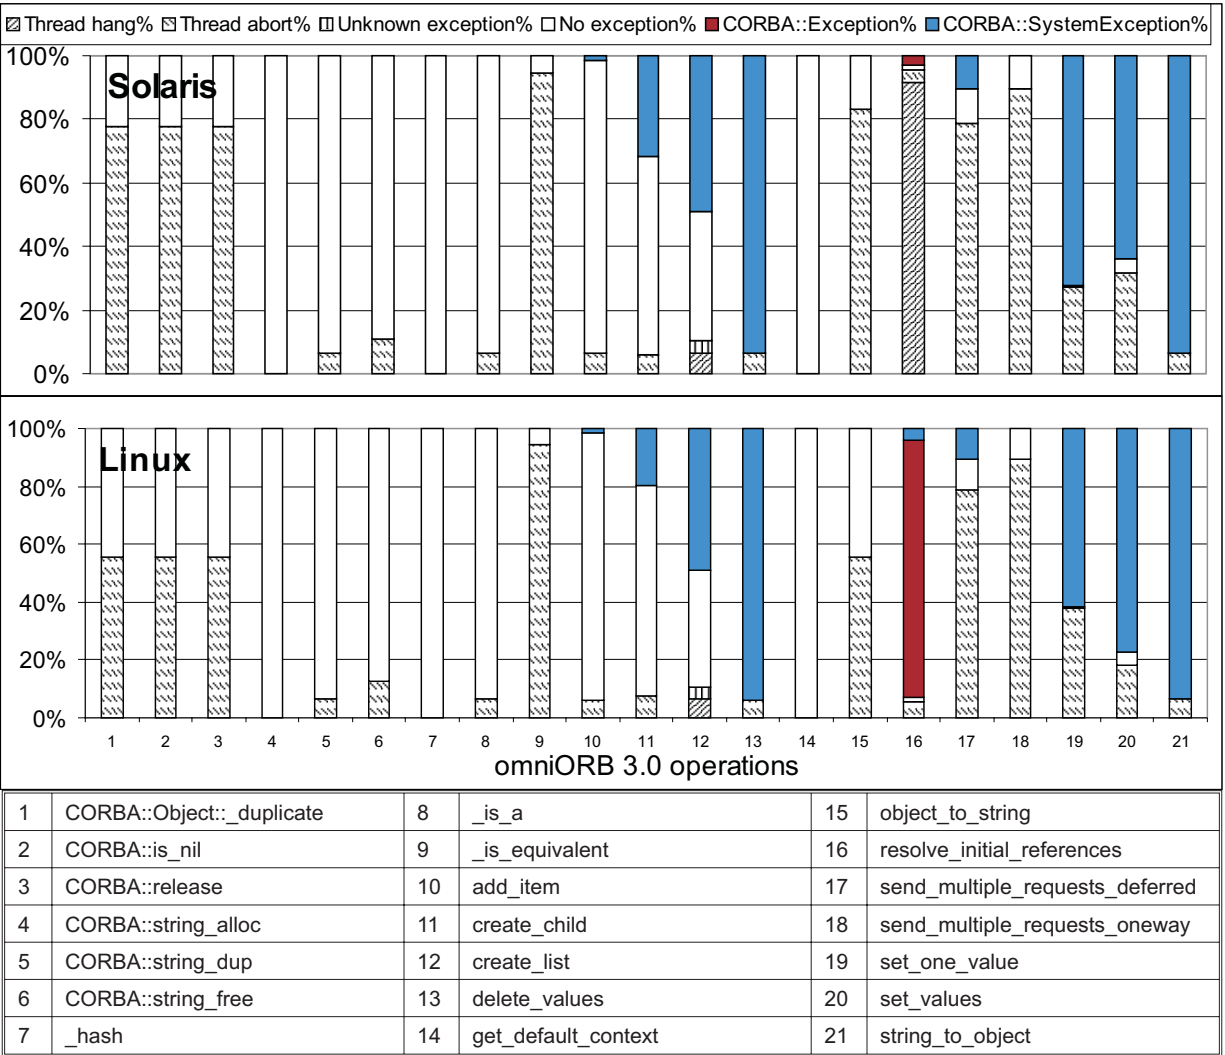 Thread hang% Thread abort% Unknown exception% No exception% CORBA::Exception% CORBA::SystemException%
100%
Solaris
80%
60%
40%
20%
0%
100%
Linux
80%
60%
40%
20%
0%
1 2 3 4 5 6 7 8 9 10 11 12 13 14 15 16 17 18 19 20 21
omniORB 3.0 operations
1 CORBA::Object::_duplicate 8 _is_a 15 object_to_string
2 CORBA::is_nil 9 _is_equivalent 16 resolve_initial_references
3 CORBA::release 10 add_item 17 send_multiple_requests_deferred
4 CORBA::string_alloc 11 create_child 18 send_multiple_requests_oneway
5 CORBA::string_dup 12 create_list 19 set_one_value
6 CORBA::string_free 13 delete_values 20 set_values
7 _hash 14 get_default_context 21 string_to_object